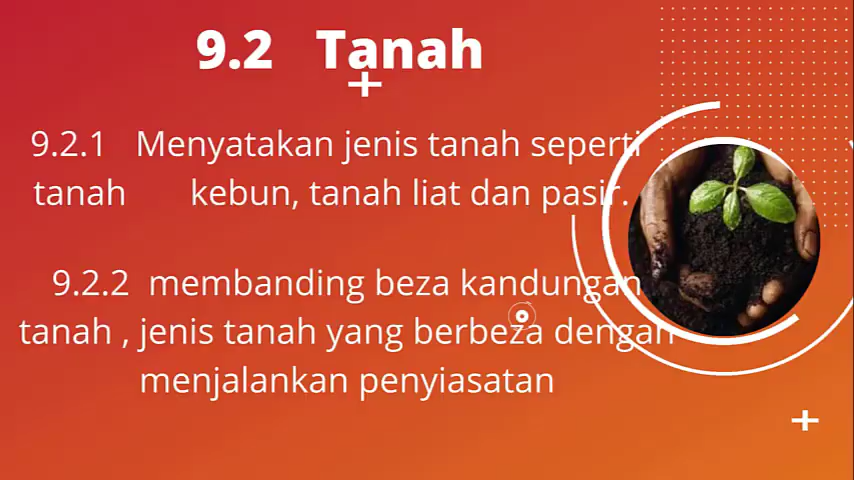 9.2 Tanah
9.2.1 Menyatakan jenis tanah seperti
tanah kebun, tanah liat dan pasir.
9.2.2 membanding beza kandungan
tanah , jenis tanah yang berbeza dengan
menjalankan penyiasatan